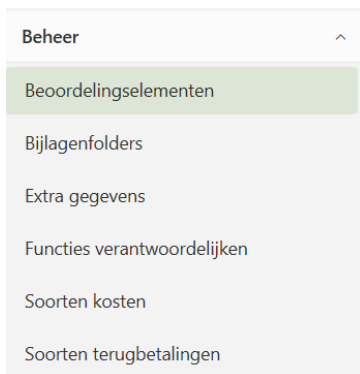 Beheer
Beoordelingselementen
Bijlagenfolders
Extra gegevens
Functies verantwoordelijken
Soorten kosten
Soorten terugbetalingen